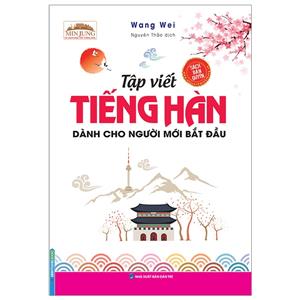 Wang Wei
Nguyên Thảo dịch
MIN JUNG
SÁCH BẢN QUYỀN
Tập viết
TIẾNG HÀN
DÀNH CHO NGƯỜI MỚI BẮT ĐẦU
NHÀ XUẤT BẢN DÂN TRÍ